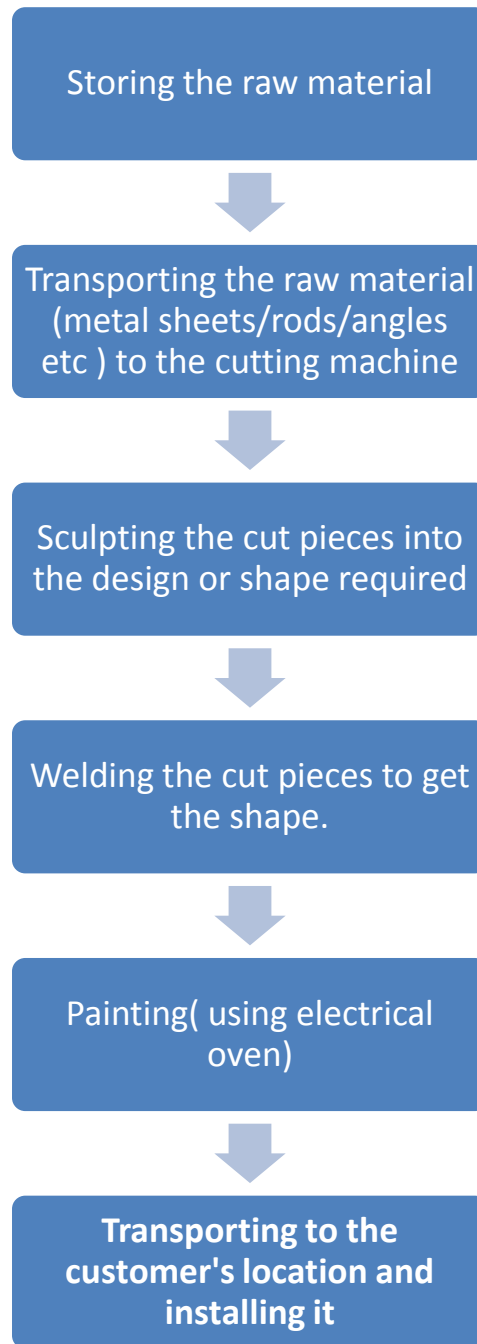 Storing the raw material
Transporting the raw material
(metal sheets/rods/angles
etc ) to the cutting machine
Sculpting the cut pieces into
the design or shape required
Welding the cut pieces to get
the shape.
Painting( using electrical
oven)
Transporting to the
customer's location and
installing it